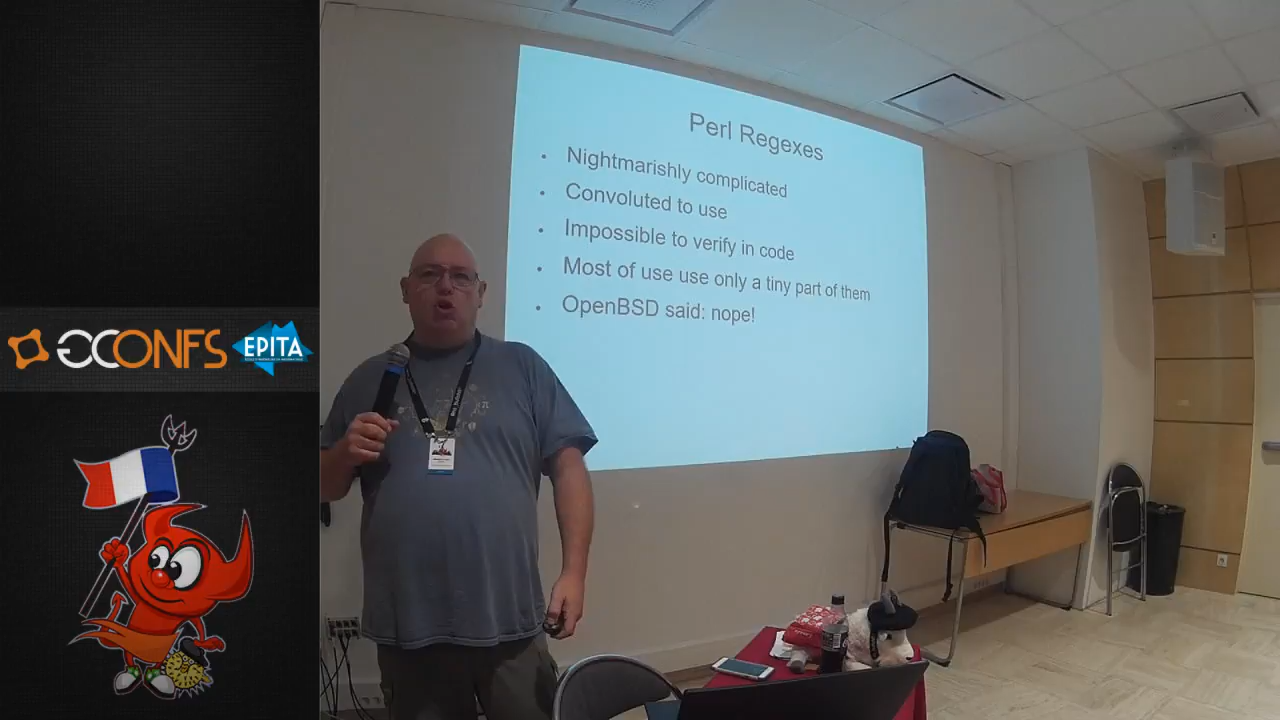 Perl Regexes
Nightmarishly complicated
Convoluted to use
Impossible to verify in code
Most of use use only a tiny part of them
OpenBSD said: nope!
GCONFS
EPITA